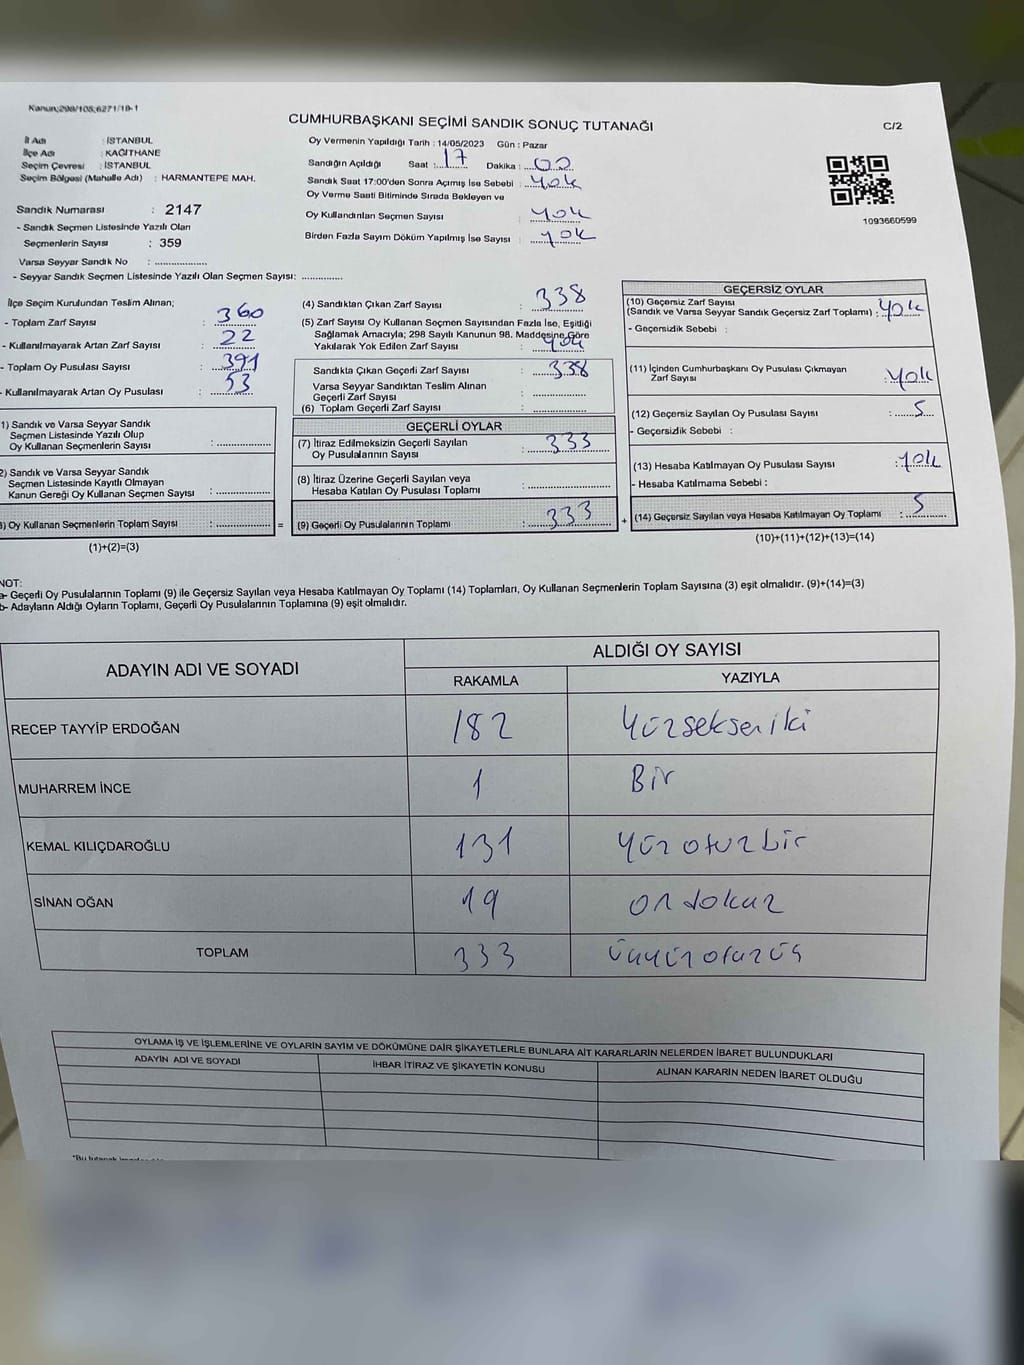 Kanun;298/105;6271/18-1
CUMHURBAŞKANI SEÇİMİ SANDIK SONUÇ TUTANAĞI
C/2
İl Adı : İSTANBUL
İlçe Adı : KAĞITHANE
Seçim Çevresi : İSTANBUL
Seçim Bölgesi (Mahalle Adı) : HARMANTEPE MAH.
Oy Vermenin Yapıldığı Tarih : 14/05/2023 Gün : Pazar
Sandığın Açıldığı Saat : 17 Dakika : 00
Sandık Saat 17:00'den Sonra Açımış İse Sebebi : Yok
Oy Verme Saati Bitiminde Sırada Bekleyen ve
Oy Kullandırılan Seçmen Sayısı : Yok
Birden Fazla Sayım Döküm Yapılmış İse Sayısı : Yok
1093660599
Sandık Numarası : 2147
- Sandık Seçmen Listesinde Yazılı Olan
Seçmenlerin Sayısı : 359
Varsa Seyyar Sandık No :
- Seyyar Sandık Seçmen Listesinde Yazılı Olan Seçmen Sayısı:
İlçe Seçim Kurulundan Teslim Alınan;
- Toplam Zarf Sayısı : 360
- Kullanılmayarak Artan Zarf Sayısı : 22
- Toplam Oy Pusulası Sayısı : 391
- Kullanılmayarak Artan Oy Pusulası : 53
1) Sandık ve Varsa Seyyar Sandık
Seçmen Listesinde Yazılı Olup
Oy Kullanan Seçmenlerin Sayısı :
2) Sandık ve Varsa Seyyar Sandık
Seçmen Listesinde Kayıtlı Olmayan
Kanun Gereği Oy Kullanan Seçmen Sayısı :
) Oy Kullanan Seçmenlerin Toplam Sayısı : =
(1)+(2)=(3)
(4) Sandıktan Çıkan Zarf Sayısı : 338
(5) Zarf Sayısı Oy Kullanan Seçmen Sayısından Fazla İse, Eşitliği
Sağlamak Amacıyla; 298 Sayılı Kanunun 98. Maddesine Göre
Yakılarak Yok Edilen Zarf Sayısı : Yok
Sandıkta Çıkan Geçerli Zarf Sayısı : 338
Varsa Seyyar Sandıktan Teslim Alınan
Geçerli Zarf Sayısı :
(6) Toplam Geçerli Zarf Sayısı :
GEÇERLİ OYLAR
(7) İtiraz Edilmeksizin Geçerli Sayılan
Oy Pusulalarının Sayısı : 333
(8) İtiraz Üzerine Geçerli Sayılan veya
Hesaba Katılan Oy Pusulası Toplamı :
(9) Geçerli Oy Pusulalarının Toplamı : 333 +
GEÇERSİZ OYLAR
(10) Geçersiz Zarf Sayısı
(Sandık ve Varsa Seyyar Sandık Geçersiz Zarf Toplamı) : Yok
- Geçersizlik Sebebi :
(11) İçinden Cumhurbaşkanı Oy Pusulası Çıkmayan
Zarf Sayısı : Yok
(12) Geçersiz Sayılan Oy Pusulası Sayısı : 5
- Geçersizlik Sebebi :
(13) Hesaba Katılmayan Oy Pusulası Sayısı : Yok
- Hesaba Katılmama Sebebi :
(14) Geçersiz Sayılan veya Hesaba Katılmayan Oy Toplamı : 5
(10)+(11)+(12)+(13)=(14)
NOT:
a- Geçerli Oy Pusulalarının Toplamı (9) ile Geçersiz Sayılan veya Hesaba Katılmayan Oy Toplamı (14) Toplamları, Oy Kullanan Seçmenlerin Toplam Sayısına (3) eşit olmalıdır. (9)+(14)=(3)
b- Adayların Aldığı Oyların Toplamı, Geçerli Oy Pusulalarının Toplamına (9) eşit olmalıdır.
ADAYIN ADI VE SOYADI
ALDIĞI OY SAYISI
RAKAMLA YAZIYLA
RECEP TAYYİP ERDOĞAN 182 Yüzsekseniki
MUHARREM İNCE 1 Bir
KEMAL KILIÇDAROĞLU 131 Yüzotuzbir
SİNAN OĞAN 19 ondokuz
TOPLAM 333 üçyüzotuzüç
OYLAMA İŞ VE İŞLEMLERİNE VE OYLARIN SAYIM VE DÖKÜMÜNE DAİR ŞİKAYETLERLE BUNLARA AİT KARARLARIN NELERDEN İBARET BULUNDUKLARI
ADAYIN ADI VE SOYADI İHBAR İTİRAZ VE ŞİKAYETİN KONUSU ALINAN KARARIN NEDEN İBARET OLDUĞU